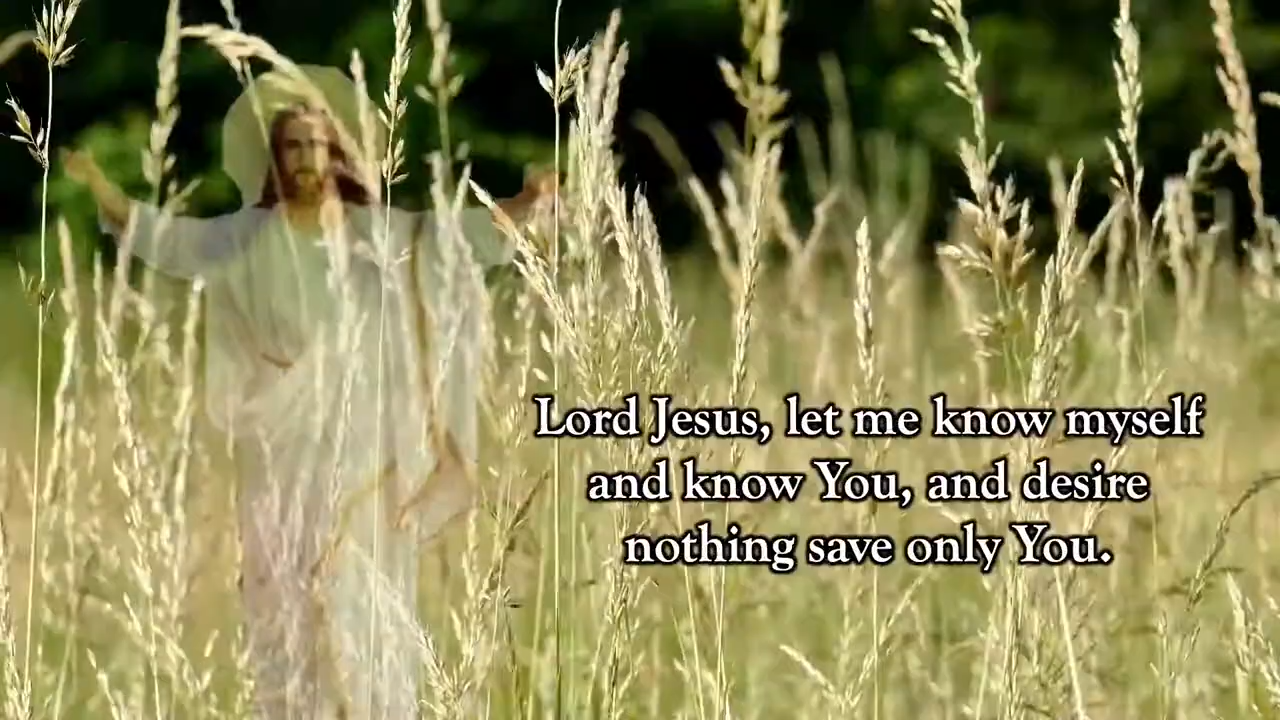 Lord Jesus, let me know myself
and know You, and desire
nothing save only You.